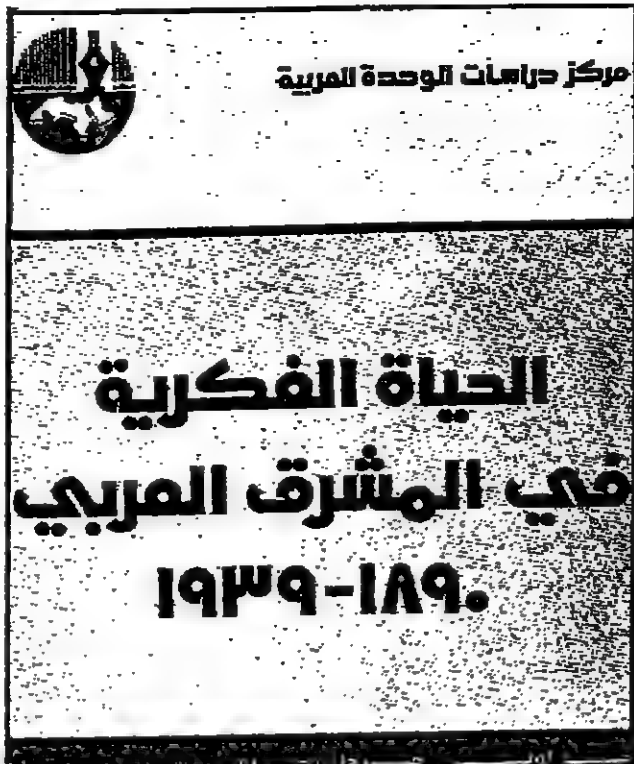 مركز دراسات الوحدة العربية
الحياة الفكرية
في المشرق العربي
١٨٩٠-١٩٣٩